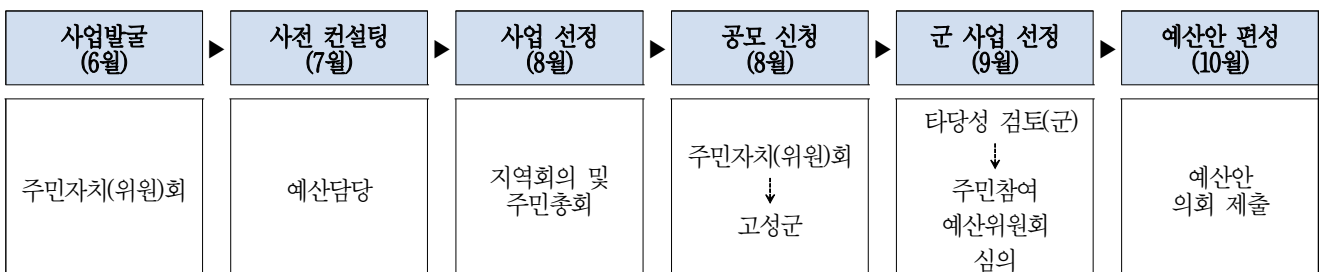 사업발굴
(6월)
▶
사전 컨설팅
(7월)
▶
사업 선정
(8월)
▶
공모 신청
(8월)
▶
군 사업 선정
(9월)
▶
예산안 편성
(10월)
주민자치(위원)회
예산담당
지역회의 및
주민총회
주민자치(위원)회
고성군
타당성 검토(군)
주민참여
예산위원회
심의
예산안
의회 제출